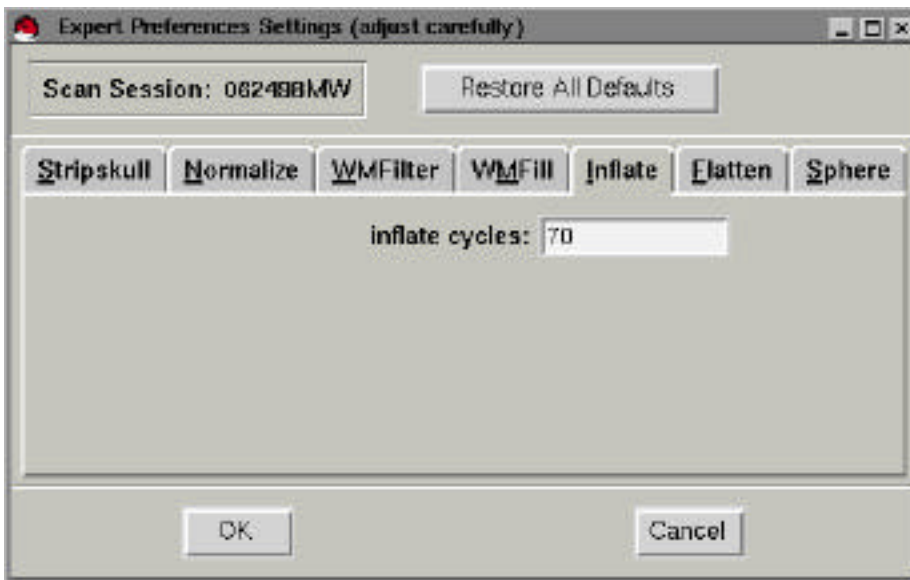 Expert Preferences Settings (adjust carefully)
Scan Session: 062498MW
Restore All Defaults
Stripskull Normalize WMFilter WMFill Inflate Flatten Sphere
inflate cycles: 70
OK Cancel